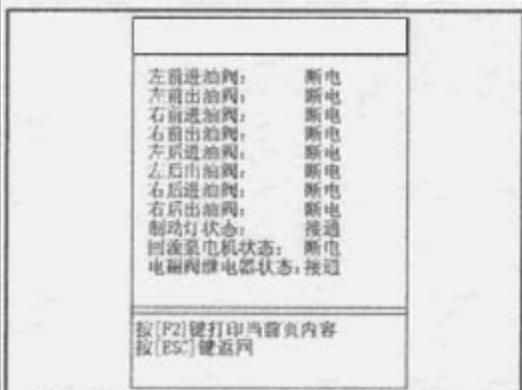 左前进油阀： 断电
左前出油阀： 断电
右前进油阀： 断电
右前出油阀： 断电
左后进油阀： 断电
左后出油阀： 断电
右后进油阀： 断电
右后出油阀： 断电
制动灯状态： 接通
回流泵电机状态： 断电
电磁阀继电器状态：接通
按[F2]键打印当前页内容
按[ESC]键返回